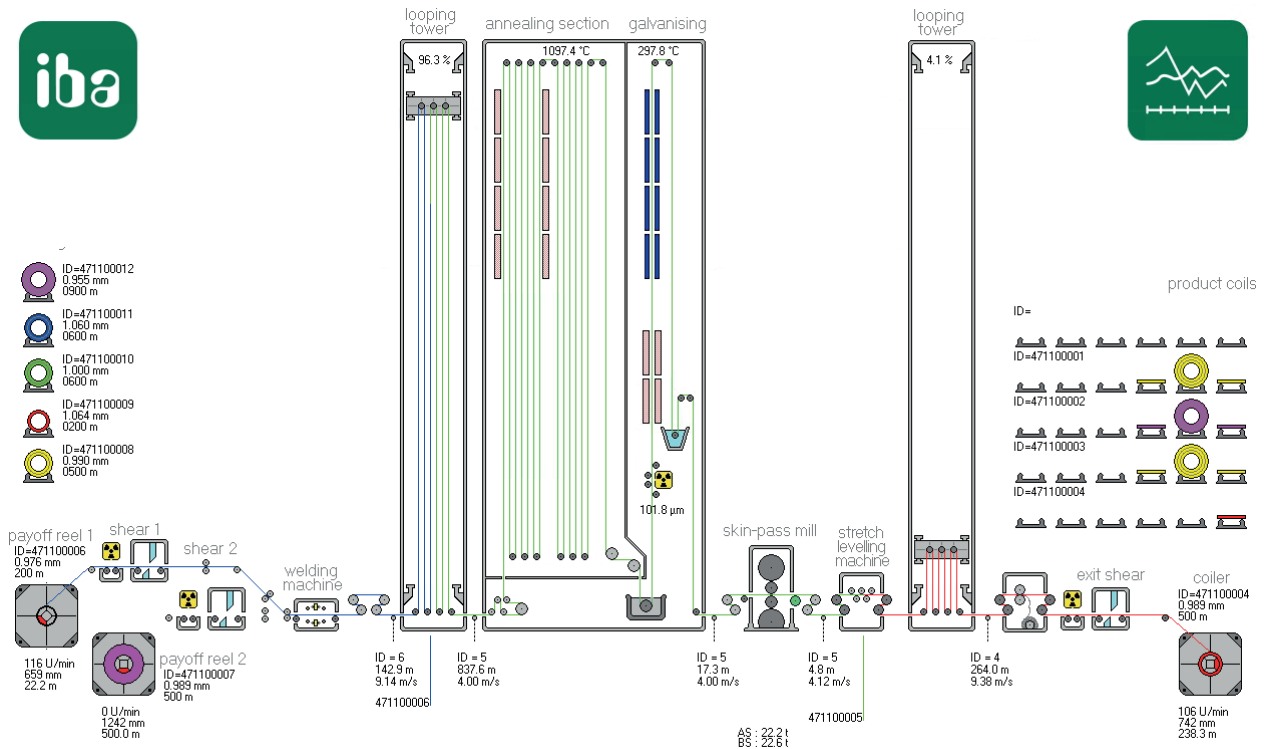 iba
looping
tower
annealing section
galvanising
looping
tower
96.3 %
1097.4 °C
297.8 °C
4.1 %
ID=471100012
0.955 mm
0900 m
ID=471100011
1.060 mm
0600 m
ID=471100010
1.000 mm
0600 m
ID=471100009
1.064 mm
0200 m
ID=471100008
0.990 mm
0500 m
product coils
ID=
ID=471100001
ID=471100002
ID=471100003
ID=471100004
101.8 µm
payoff reel 1
ID=471100006
0.976 mm
200 m
shear 1
shear 2
welding
machine
skin-pass mill
stretch
levelling
machine
exit shear
coiler
ID=471100004
0.989 mm
500 m
116 U/min
659 mm
22.2 m
payoff reel 2
ID=471100007
0.989 mm
500 m
0 U/min
1242 mm
500.0 m
ID = 6
142.9 m
9.14 m/s
471100006
ID = 5
837.6 m
4.00 m/s
ID = 5
17.3 m
4.00 m/s
ID = 5
4.8 m
4.12 m/s
471100005
AS : 22.2 t
BS : 22.6 t
ID = 4
264.0 m
9.38 m/s
106 U/min
742 mm
238.3 m